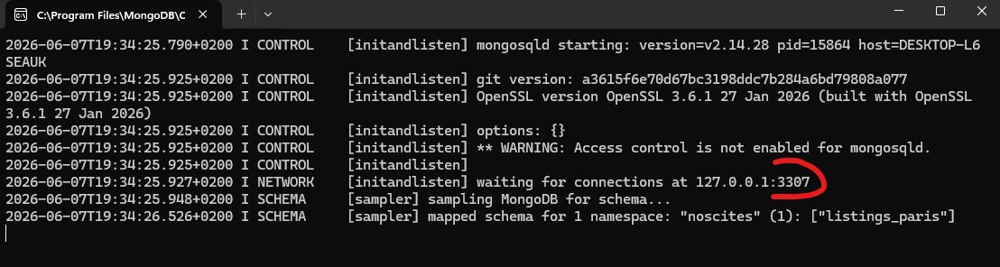 C:\Program Files\MongoDB\C
2026-06-07T19:34:25.790+0200 I CONTROL [initandlisten] mongosqld starting: version=v2.14.28 pid=15864 host=DESKTOP-L6
SEAUK
2026-06-07T19:34:25.925+0200 I CONTROL [initandlisten] git version: a3615f6e70d67bc3198ddc7b284a6bd79808a077
2026-06-07T19:34:25.925+0200 I CONTROL [initandlisten] OpenSSL version OpenSSL 3.6.1 27 Jan 2026 (built with OpenSSL
3.6.1 27 Jan 2026)
2026-06-07T19:34:25.925+0200 I CONTROL [initandlisten] options: {}
2026-06-07T19:34:25.925+0200 I CONTROL [initandlisten] ** WARNING: Access control is not enabled for mongosqld.
2026-06-07T19:34:25.925+0200 I CONTROL [initandlisten]
2026-06-07T19:34:25.927+0200 I NETWORK [initandlisten] waiting for connections at 127.0.0.1:3307
2026-06-07T19:34:25.948+0200 I SCHEMA [sampler] sampling MongoDB for schema...
2026-06-07T19:34:26.526+0200 I SCHEMA [sampler] mapped schema for 1 namespace: "noscites" (1): ["listings_paris"]